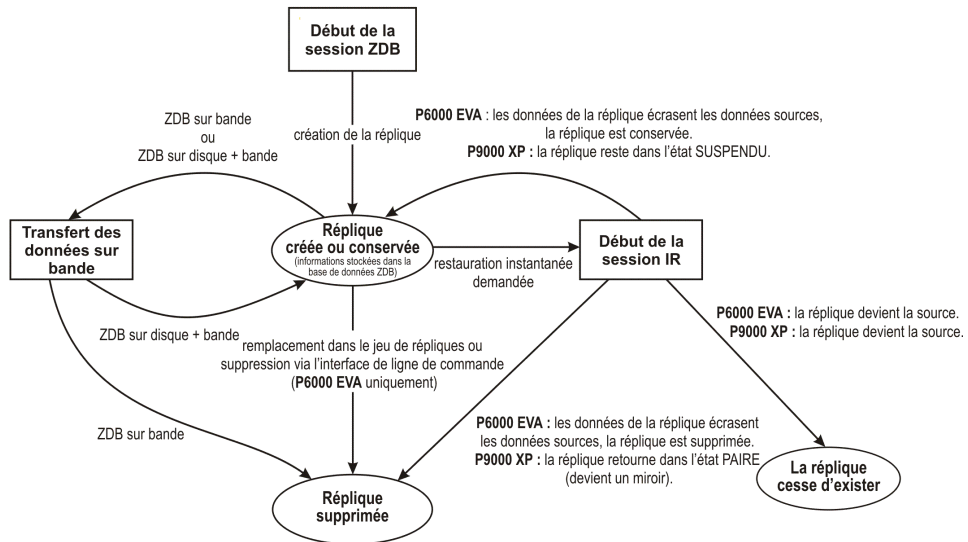 Début de la
session ZDB
P6000 EVA : les données de la réplique écrasent les données sources,
la réplique est conservée.
P9000 XP : la réplique reste dans l'état SUSPENDU.
ZDB sur bande
ou
ZDB sur disque + bande
création de la réplique
Transfert des
données sur
bande
Réplique
créée ou conservée
(informations stockées dans la
base de données ZDB)
restauration instantanée
demandée
Début de la
session IR
P6000 EVA : la réplique devient la source.
P9000 XP : la réplique devient la source.
ZDB sur disque + bande
remplacement dans le jeu de répliques ou
suppression via l'interface de ligne de commande
(P6000 EVA uniquement)
ZDB sur bande
P6000 EVA : les données de la réplique écrasent
les données sources, la réplique est supprimée.
P9000 XP : la réplique retourne dans l'état PAIRE
(devient un miroir).
La réplique
cesse d'exister
Réplique
supprimée